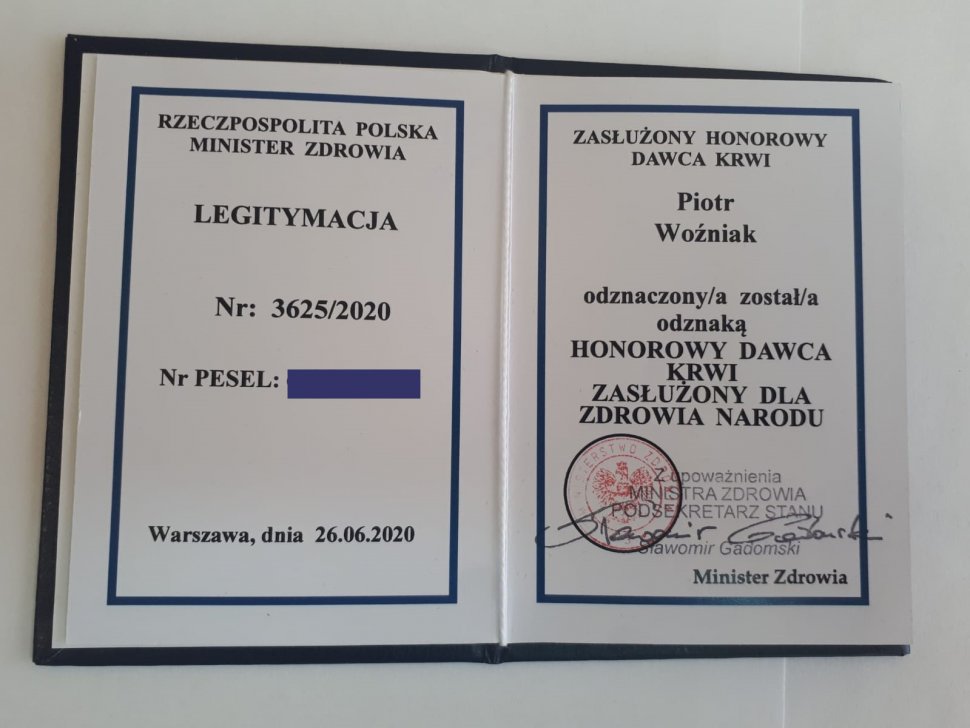 RZECZPOSPOLITA POLSKA
MINISTER ZDROWIA
LEGITYMACJA
Nr: 3625/2020
Nr PESEL:
Warszawa, dnia 26.06.2020
ZASŁUŻONY HONOROWY
DAWCA KRWI
Piotr
Woźniak
odznaczony/a został/a
odznaką
HONOROWY DAWCA
KRWI
ZASŁUŻONY DLA
ZDROWIA NARODU
Z upoważnienia
MINISTRA ZDROWIA
PODSEKRETARZ STANU
Sławomir Gadomski
Minister Zdrowia